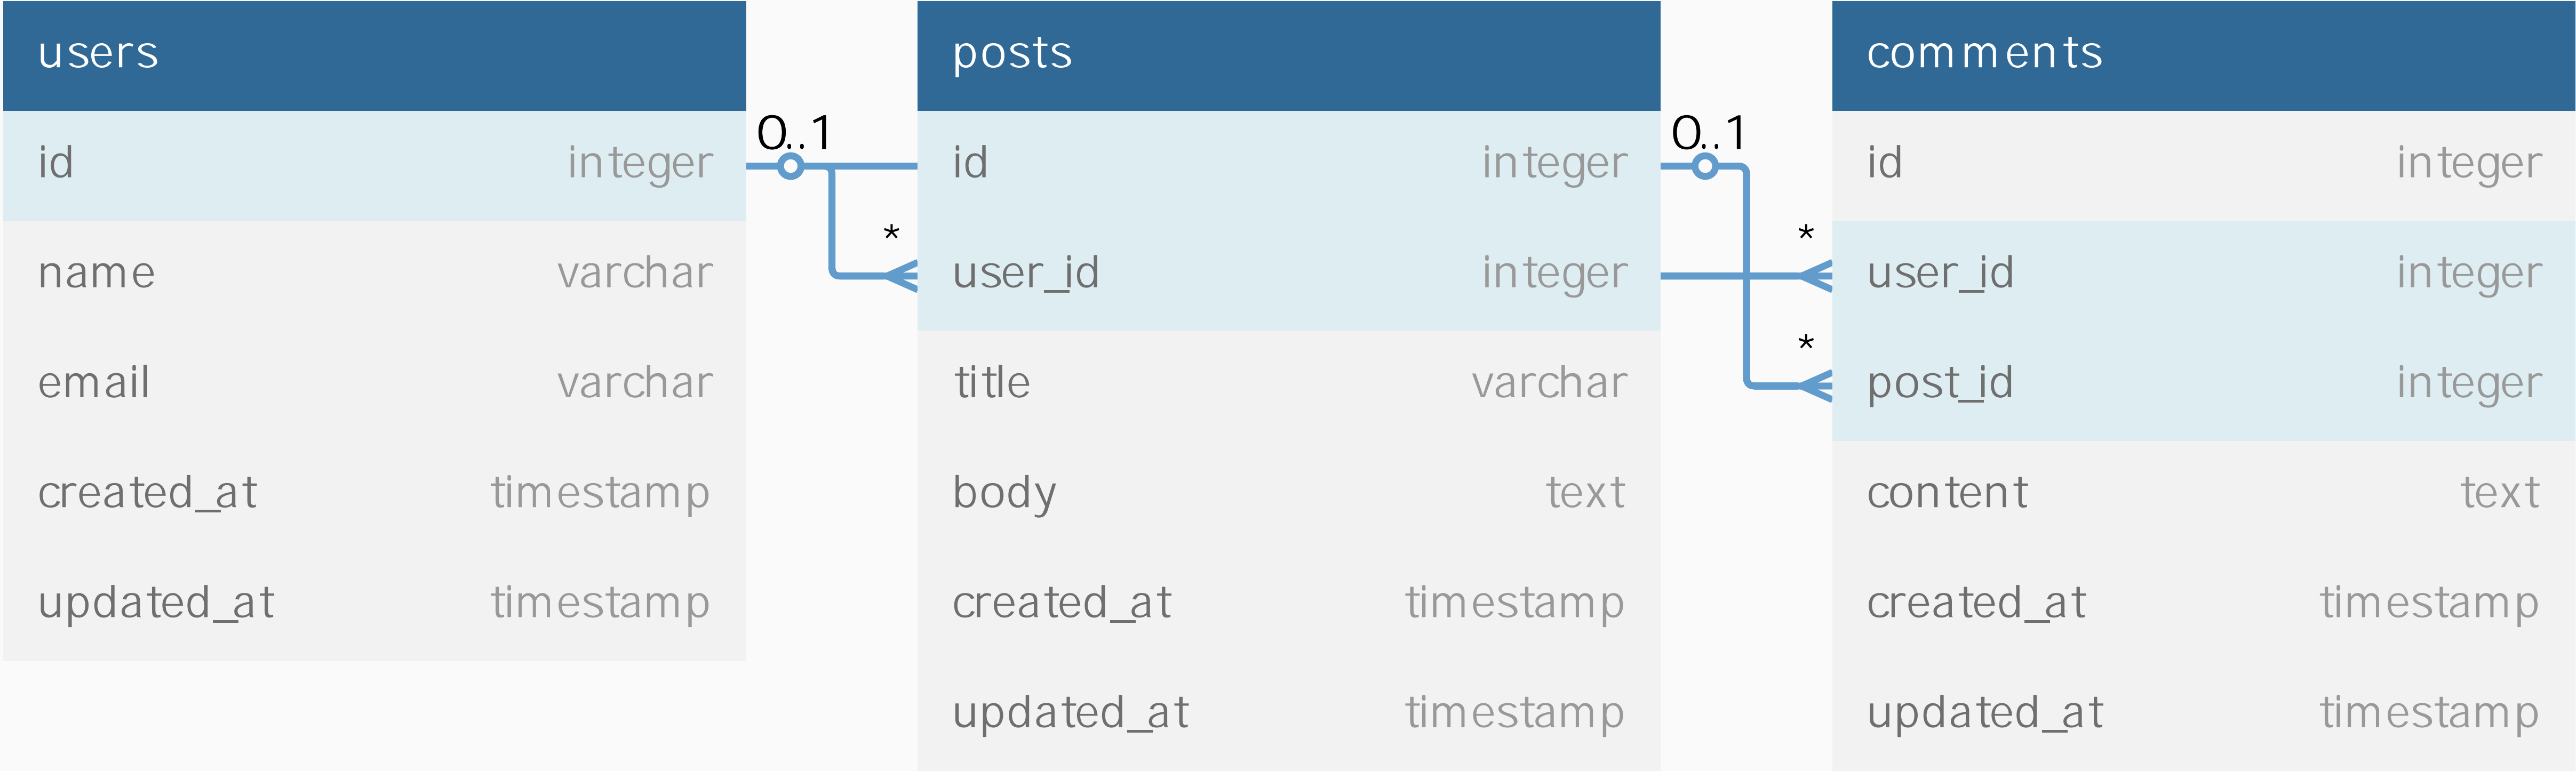 users
id integer
name varchar
email varchar
created_at timestamp
updated_at timestamp
0..1
*
posts
id integer
user_id integer
title varchar
body text
created_at timestamp
updated_at timestamp
0..1
*
*
comments
id integer
user_id integer
post_id integer
content text
created_at timestamp
updated_at timestamp